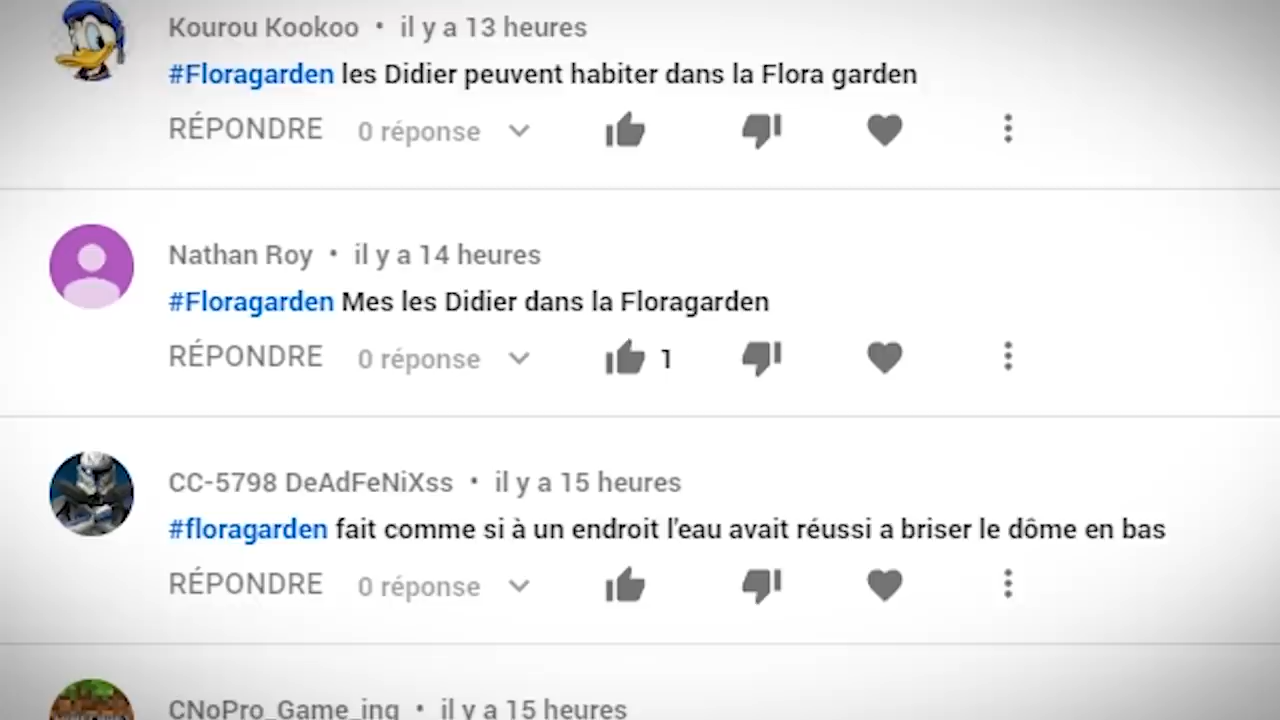 Kourou Kookoo • il y a 13 heures
#Floragarden les Didier peuvent habiter dans la Flora garden
RÉPONDRE 0 réponse
Nathan Roy • il y a 14 heures
#Floragarden Mes les Didier dans la Floragarden
RÉPONDRE 0 réponse 1
CC-5798 DeAdFeNiXss • il y a 15 heures
#floragarden fait comme si à un endroit l'eau avait réussi a briser le dôme en bas
RÉPONDRE 0 réponse
CNoPro_Game_ing • il y a 15 heures